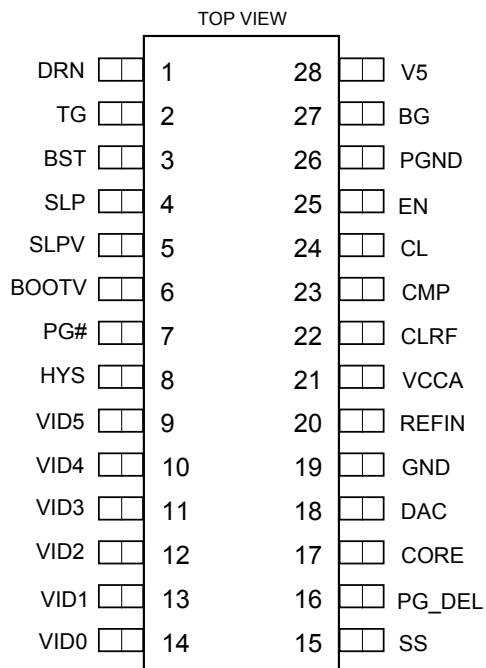 TOP VIEW
DRN 1 28 V5
TG 2 27 BG
BST 3 26 PGND
SLP 4 25 EN
SLPV 5 24 CL
BOOTV 6 23 CMP
PG# 7 22 CLRF
HYS 8 21 VCCA
VID5 9 20 REFIN
VID4 10 19 GND
VID3 11 18 DAC
VID2 12 17 CORE
VID1 13 16 PG_DEL
VID0 14 15 SS